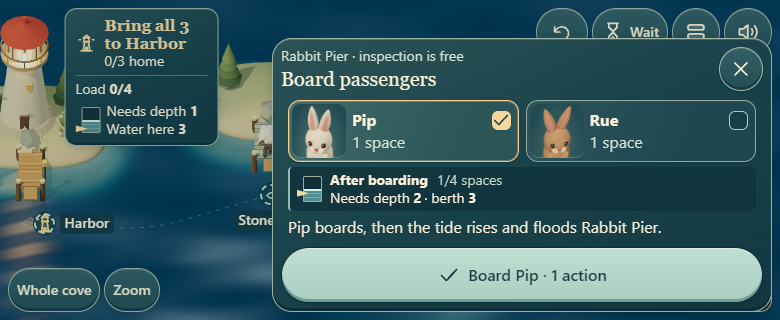 Bring all 3
to Harbor
0/3 home
Load 0/4
Needs depth 1
Water here 3
Wait
Rabbit Pier · inspection is free
Board passengers
Pip
1 space
Rue
1 space
After boarding 1/4 spaces
Needs depth 2 · berth 3
Pip boards, then the tide rises and floods Rabbit Pier.
Board Pip · 1 action
Harbor
Stone
Whole cove
Zoom